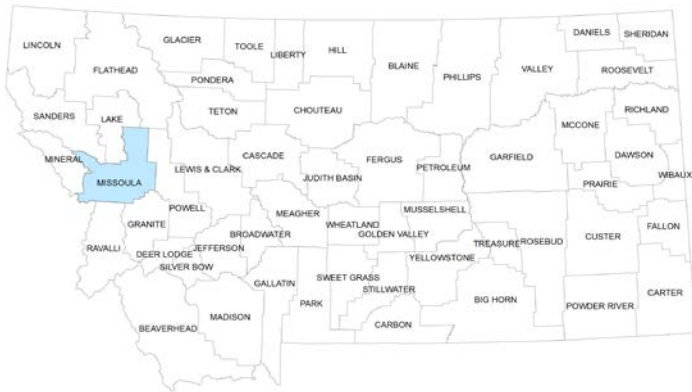 LINCOLN
GLACIER
TOOLE
LIBERTY
HILL
BLAINE
PHILLIPS
VALLEY
DANIELS
SHERIDAN
FLATHEAD
PONDERA
ROOSEVELT
SANDERS
LAKE
TETON
CHOUTEAU
RICHLAND
MCCONE
MINERAL
MISSOULA
LEWIS & CLARK
CASCADE
JUDITH BASIN
FERGUS
PETROLEUM
GARFIELD
DAWSON
PRAIRIE
WIBAUX
POWELL
GRANITE
RAVALLI
MEAGHER
BROADWATER
WHEATLAND
MUSSELSHELL
GOLDEN VALLEY
TREASURE
ROSEBUD
CUSTER
FALLON
DEER LODGE
JEFFERSON
SILVER BOW
GALLATIN
PARK
SWEET GRASS
STILLWATER
YELLOWSTONE
BIG HORN
POWDER RIVER
CARTER
BEAVERHEAD
MADISON
CARBON